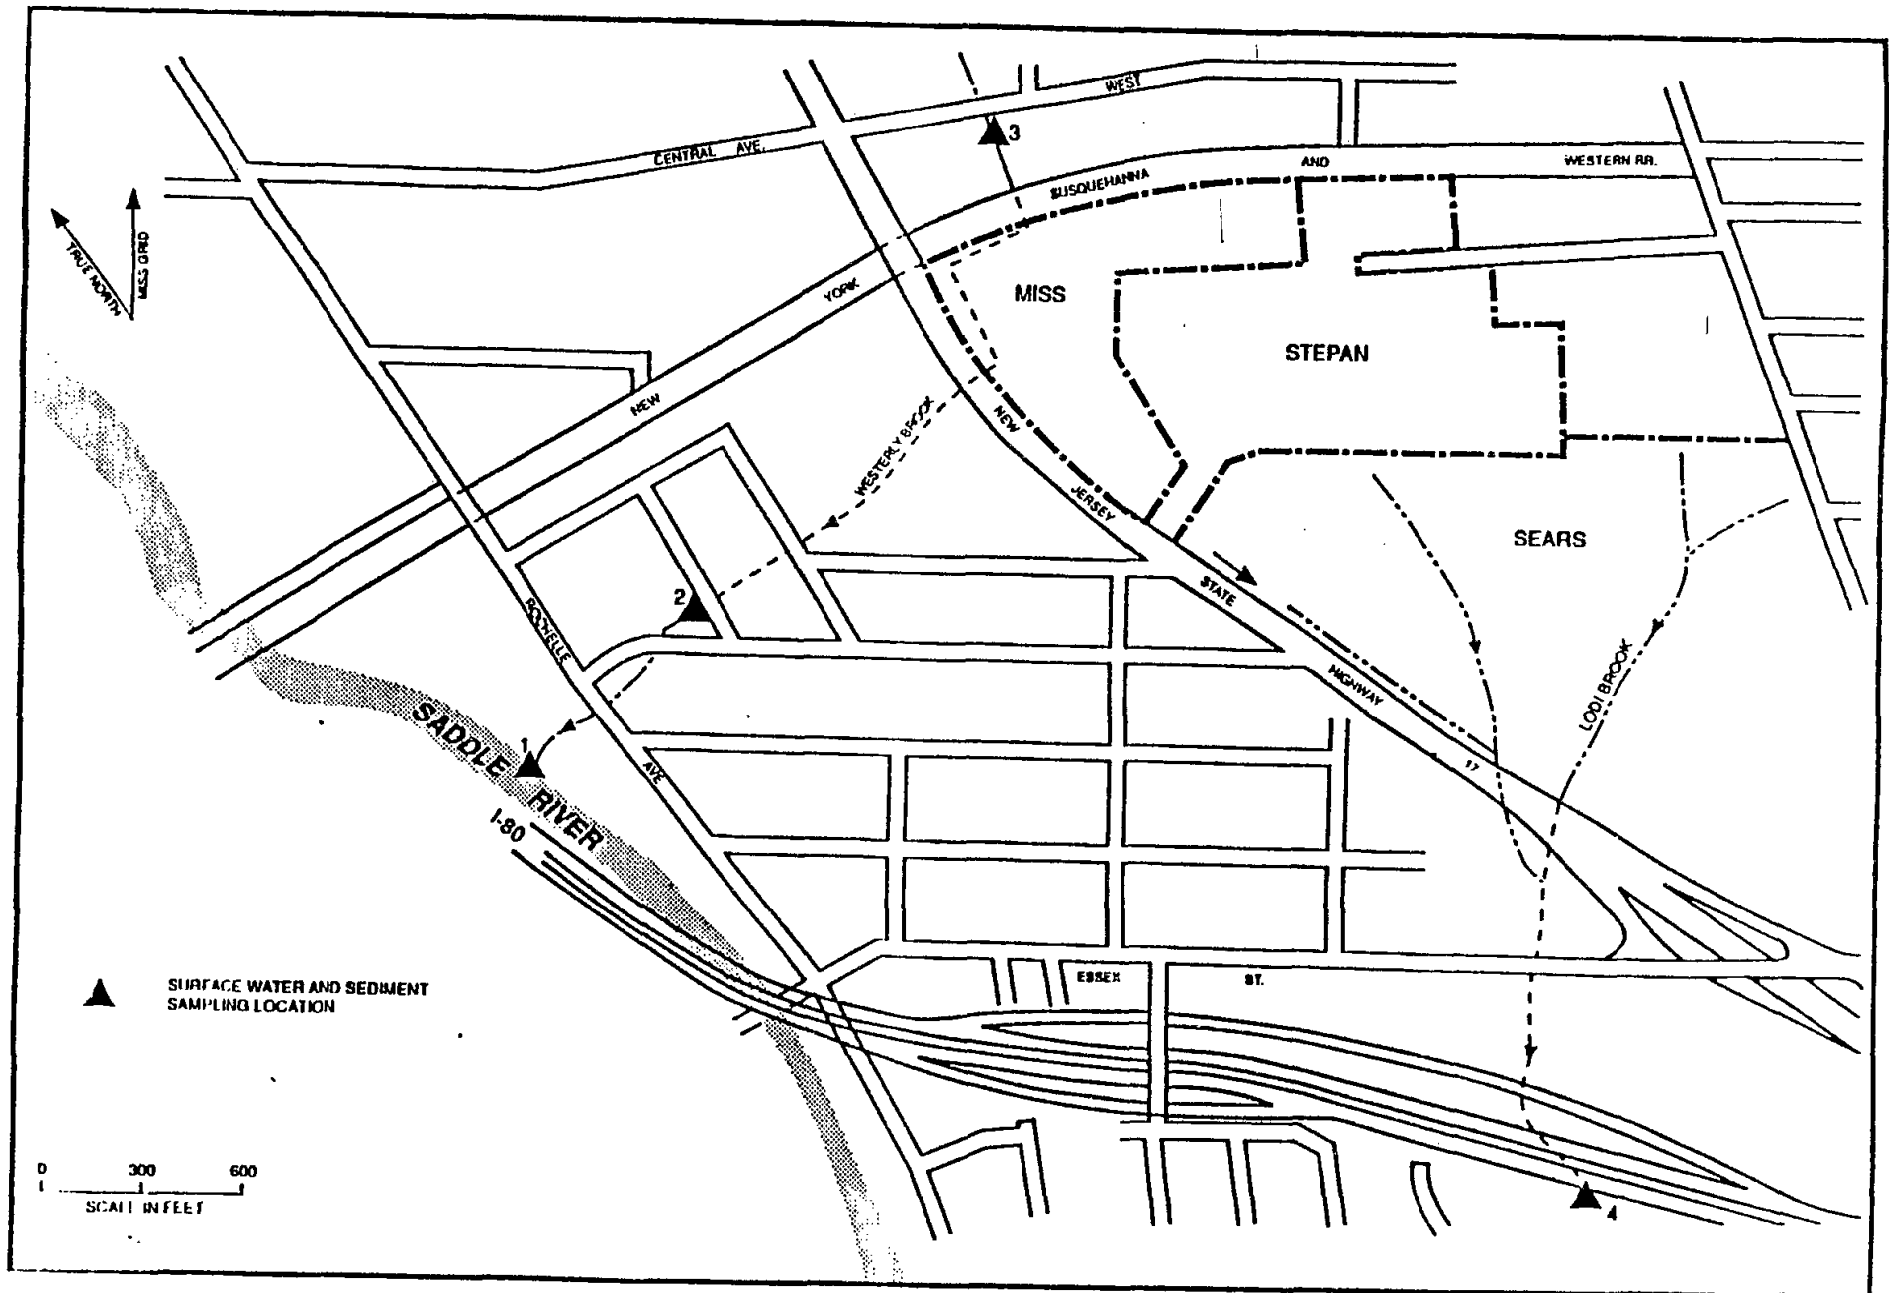 WEST
3
CENTRAL AVE.
AND
WESTERN RR.
SUSQUEHANNA
TRUE NORTH
MISS GRID
YORK
MISS
STEPAN
NEW
NEW
WESTERLY BROOK
JERSEY
SEARS
STATE
2
ROCHELLE
HIGHWAY
LODI BROOK
17
SADDLE
RIVER
1
AVE
I-80
ESSEX ST.
SURFACE WATER AND SEDIMENT
SAMPLING LOCATION
0 300 600
SCALE IN FEET
4